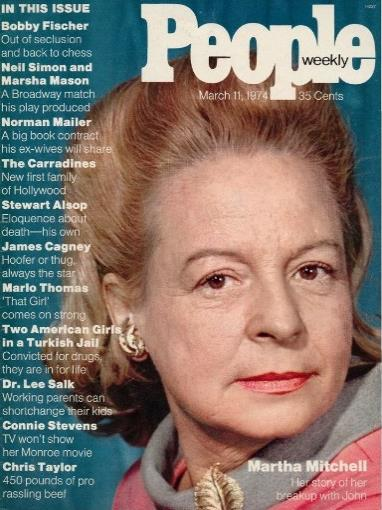 IN THIS ISSUE
Bobby Fischer
Out of seclusion
and back to chess
Neil Simon and
Marsha Mason
A Broadway match
his play produced
Norman Mailer
A big book contract
his ex-wives will share
The Carradines
New first family
of Hollywood
Stewart Alsop
Eloquence about
death—his own
James Cagney
Hoofer or thug,
always the star
Marlo Thomas
'That Girl'
comes on strong
Two American Girls
in a Turkish Jail
Convicted for drugs,
they are in for life
Dr. Lee Salk
Working parents can
shortchange their kids
Connie Stevens
TV won't show
her Monroe movie
Chris Taylor
450 pounds of pro
rassling beef
People
weekly
March 11, 1974
35 Cents
Martha Mitchell
Her story of her
breakup with John